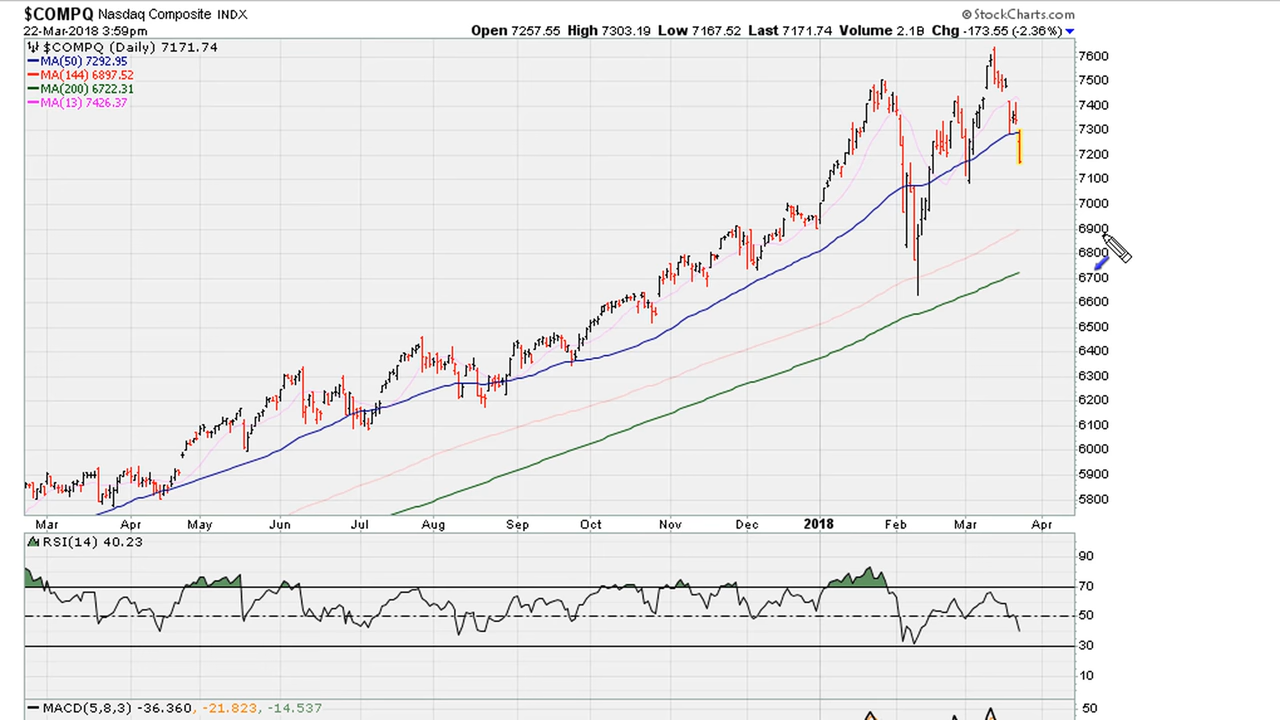 $COMPQ Nasdaq Composite INDX
© StockCharts.com
22-Mar-2018 3:59pm
Open 7257.55 High 7303.19 Low 7167.52 Last 7171.74 Volume 2.1B Chg -173.55 (-2.36%)
$COMPQ (Daily) 7171.74
MA(50) 7292.95
MA(144) 6897.52
MA(200) 6722.31
MA(13) 7426.37
7600
7500
7400
7300
7200
7100
7000
6900
6800
6700
6600
6500
6400
6300
6200
6100
6000
5900
5800
Mar Apr May Jun Jul Aug Sep Oct Nov Dec 2018 Feb Mar Apr
RSI(14) 40.23
90
70
50
30
10
MACD(5,8,3) -36.360, -21.823, -14.537
50